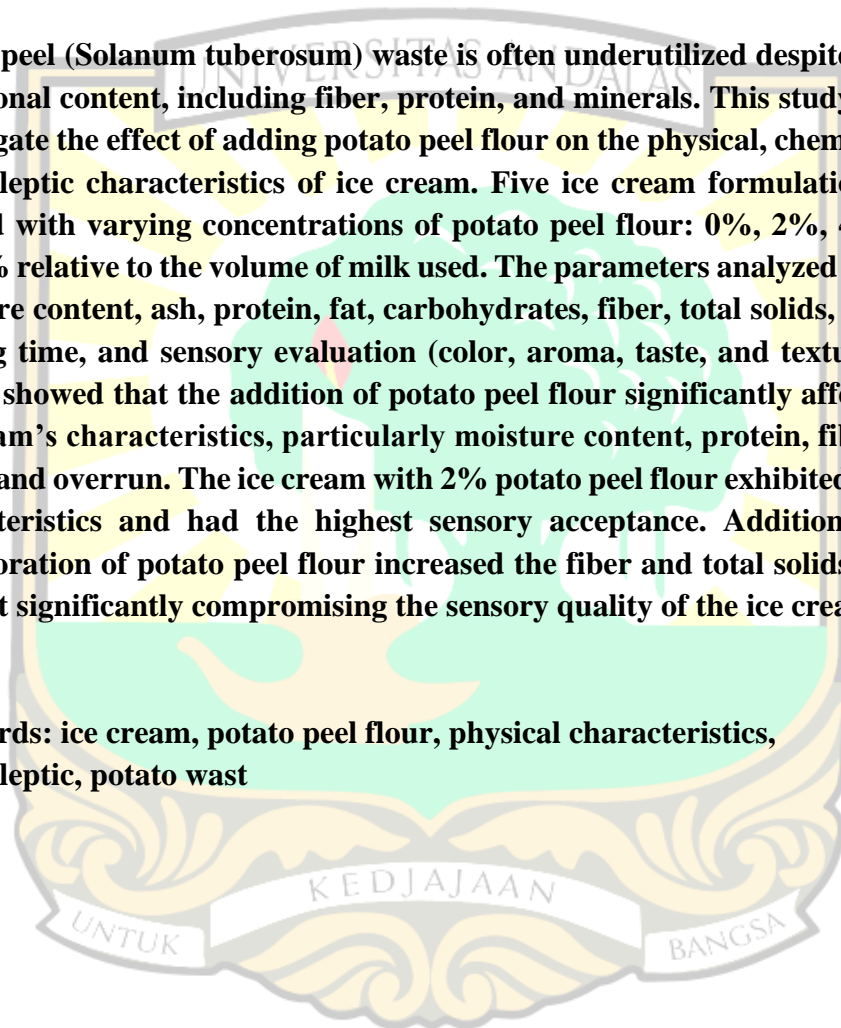 peel (Solanum tuberosum) waste is often underutilized despite
onal content, including fiber, protein, and minerals. This study
gate the effect of adding potato peel flour on the physical, chem
leptic characteristics of ice cream. Five ice cream formulatio
d with varying concentrations of potato peel flour: 0%, 2%, 4
% relative to the volume of milk used. The parameters analyzed
re content, ash, protein, fat, carbohydrates, fiber, total solids,
g time, and sensory evaluation (color, aroma, taste, and textu
showed that the addition of potato peel flour significantly affe
am's characteristics, particularly moisture content, protein, fib
and overrun. The ice cream with 2% potato peel flour exhibited
teristics and had the highest sensory acceptance. Addition
oration of potato peel flour increased the fiber and total solids
t significantly compromising the sensory quality of the ice crea
rds: ice cream, potato peel flour, physical characteristics,
leptic, potato wast
UNIVERSITAS ANDALAS
KEDJAJAAN
UNTUK
BANGSA